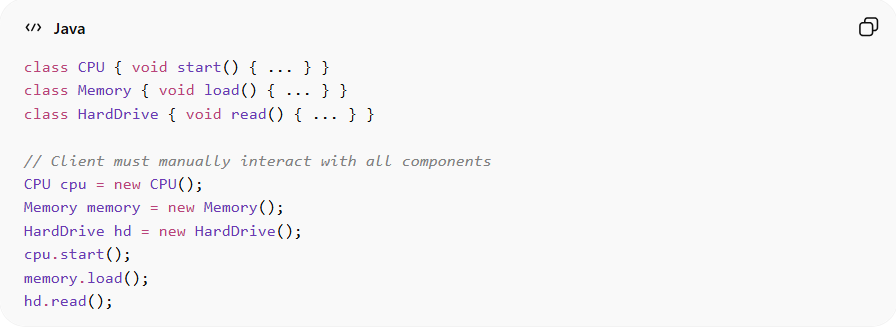 </> Java
class CPU { void start() { ... } }
class Memory { void load() { ... } }
class HardDrive { void read() { ... } }
// Client must manually interact with all components
CPU cpu = new CPU();
Memory memory = new Memory();
HardDrive hd = new HardDrive();
cpu.start();
memory.load();
hd.read();